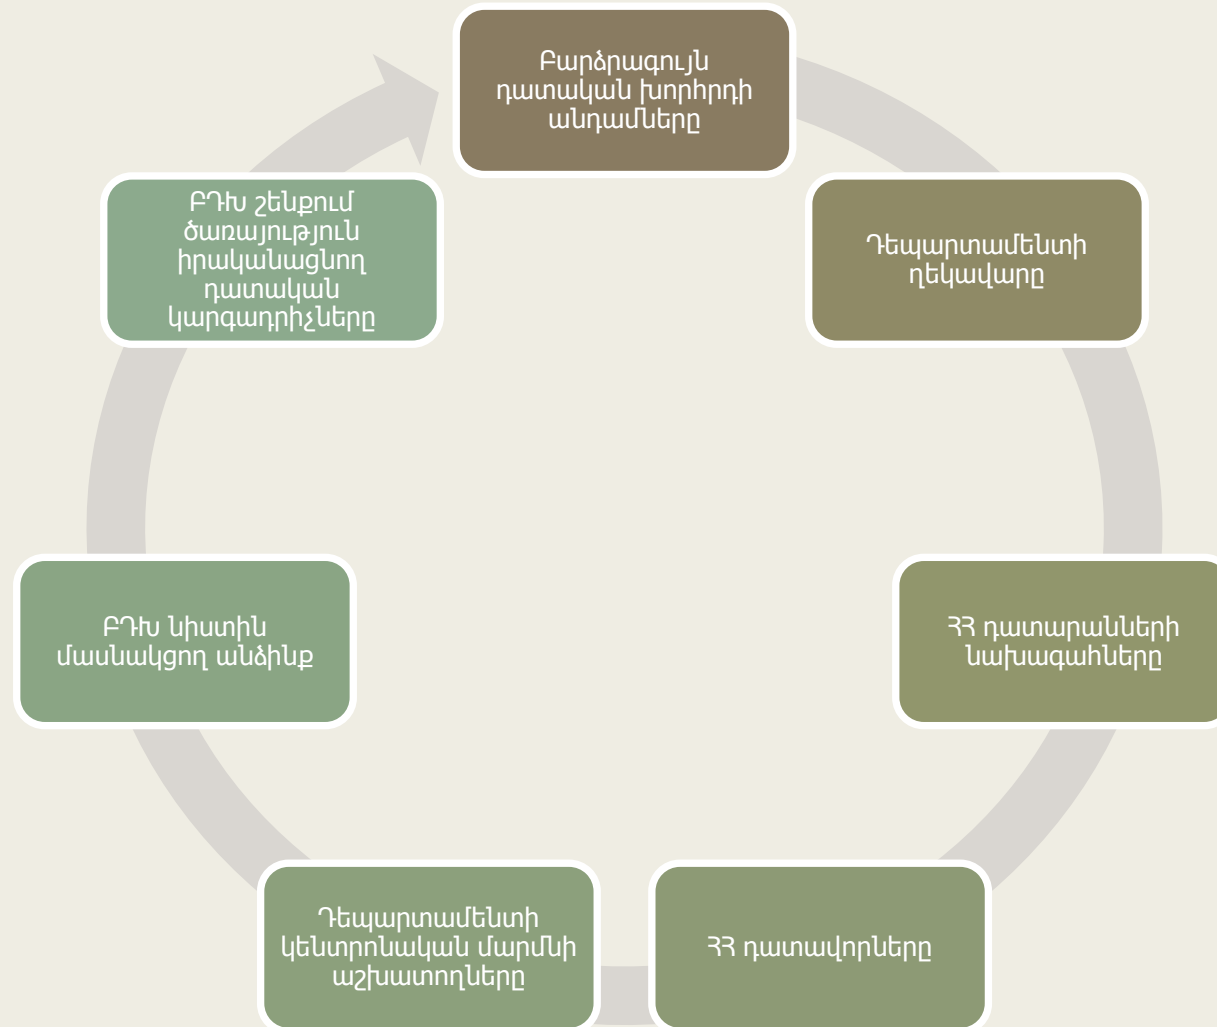 Բարձրագույն
դատական խորհրդի
անդամները
Դեպարտամենտի
ղեկավարը
ՀՀ դատարանների
նախագահները
ՀՀ դատավորները
Դեպարտամենտի
կենտրոնական մարմնի
աշխատողները
ԲԴԽ նիստին
մասնակցող անձինք
ԲԴԽ շենքում
ծառայություն
իրականացնող
դատական
կարգադրիչները